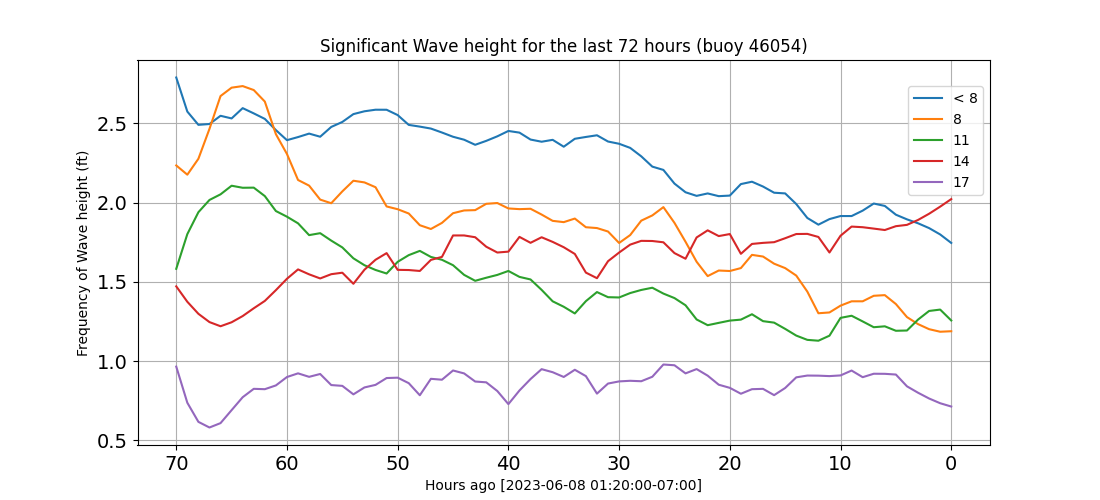 Significant Wave height for the last 72 hours (buoy 46054)
Frequency of Wave height (ft)
2.5
2.0
1.5
1.0
0.5
< 8
8
11
14
17
70 60 50 40 30 20 10 0
Hours ago [2023-06-08 01:20:00-07:00]